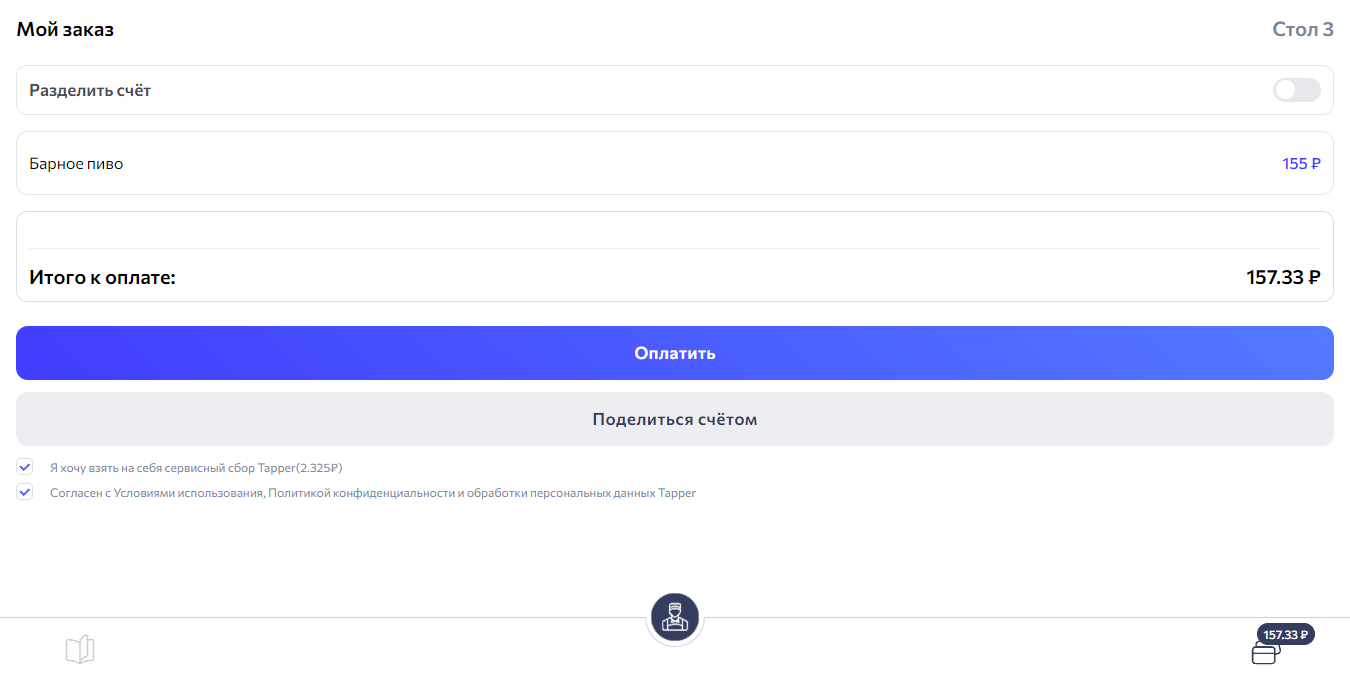 Мой заказ
Стол 3
Разделить счёт
Барное пиво
155 ₽
Итого к оплате:
157.33 ₽
Оплатить
Поделиться счётом
Я хочу взять на себя сервисный сбор Tapper(2.325₽)
Согласен с Условиями использования, Политикой конфиденциальности и обработки персональных данных Tapper
157.33 ₽